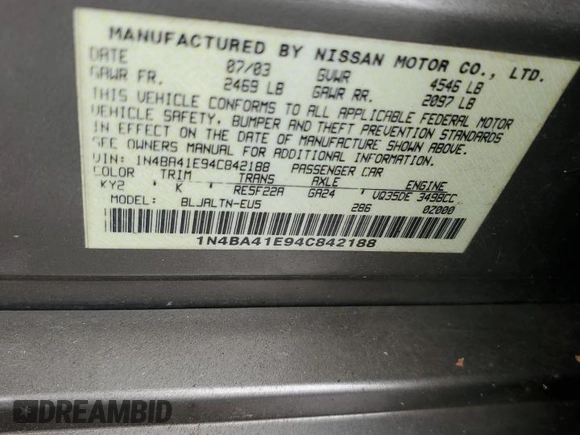 MANUFACTURED BY NISSAN MOTOR CO., LTD.
DATE 07/03 GVWR 4546 LB
GAWR FR. 2469 LB GAWR RR. 2097 LB
THIS VEHICLE CONFORMS TO ALL APPLICABLE FEDERAL MOTOR
VEHICLE SAFETY, BUMPER AND THEFT PREVENTION STANDARDS
IN EFFECT ON THE DATE OF MANUFACTURE SHOWN ABOVE.
SEE OWNERS MANUAL FOR ADDITIONAL INFORMATION.
VIN: 1N4BA41E94C842188 PASSENGER CAR
COLOR TRIM TRANS AXLE ENGINE
KY2 K RE5F22A GA24 VQ35DE 3498CC
MODEL: BLJALTN-EU5 286 0Z000
1N4BA41E94C842188
DREAMBID